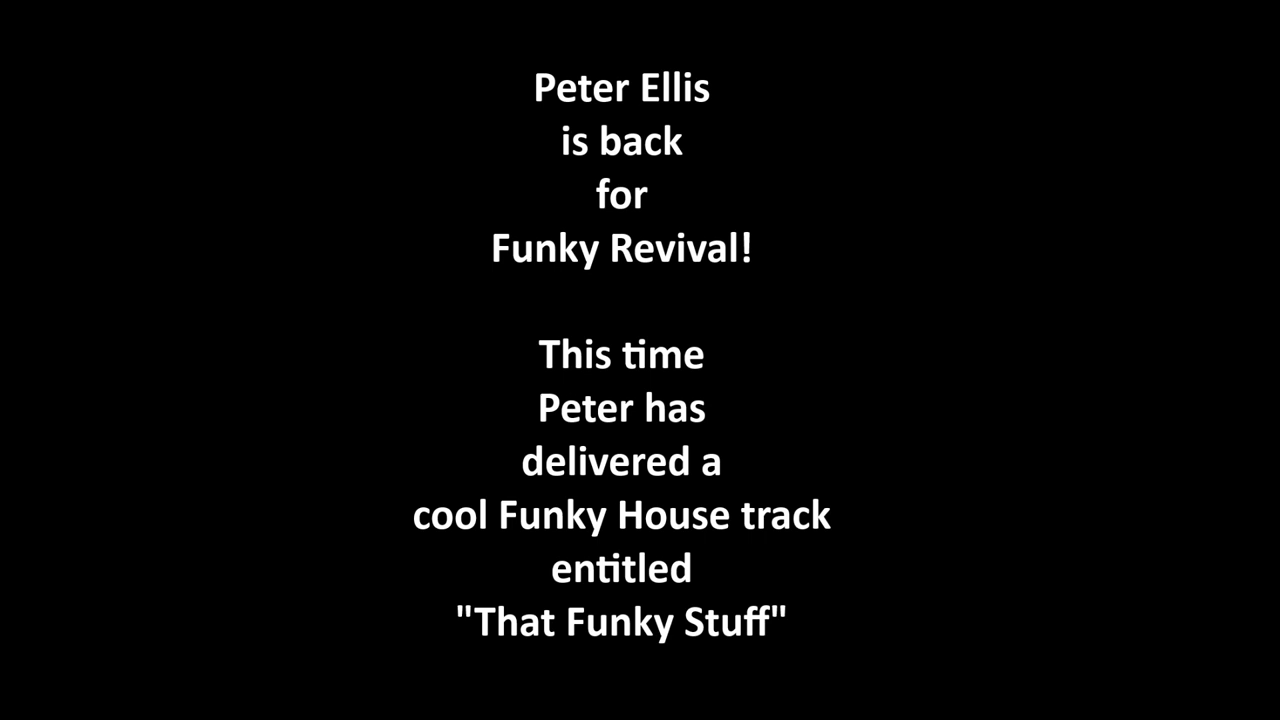 Peter Ellis
is back
for
Funky Revival!
This time
Peter has
delivered a
cool Funky House track
entitled
"That Funky Stuff"